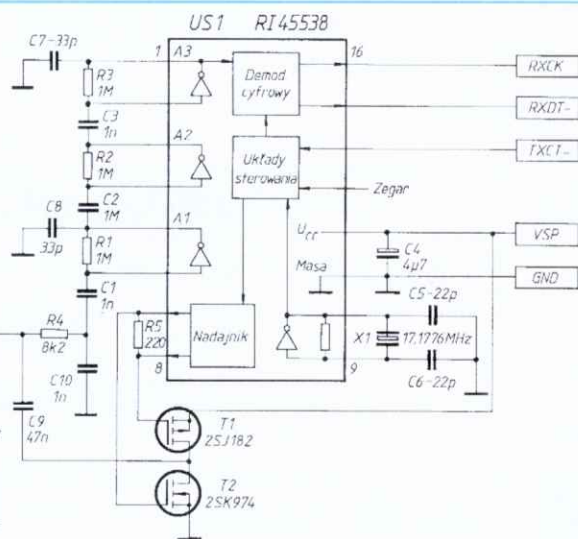 US1 RI45538
C7-33p
1
A3
16
R3
1M
Demod
cyfrowy
RXCK
C3
1n
RXDT-
A2
R2
1M
Układy
sterowania
TXCT-
C2
1M
Zegar
C8
33p
A1
Ucc
VSP
R1
1M
C4
4µ7
Masa
GND
C1
1n
C5-22p
R4
8k2
R5
220
Nadajnik
X1
17,1776MHz
C10
1n
8
9
C6-22p
C9
47n
T1
2SJ182
T2
2SK974